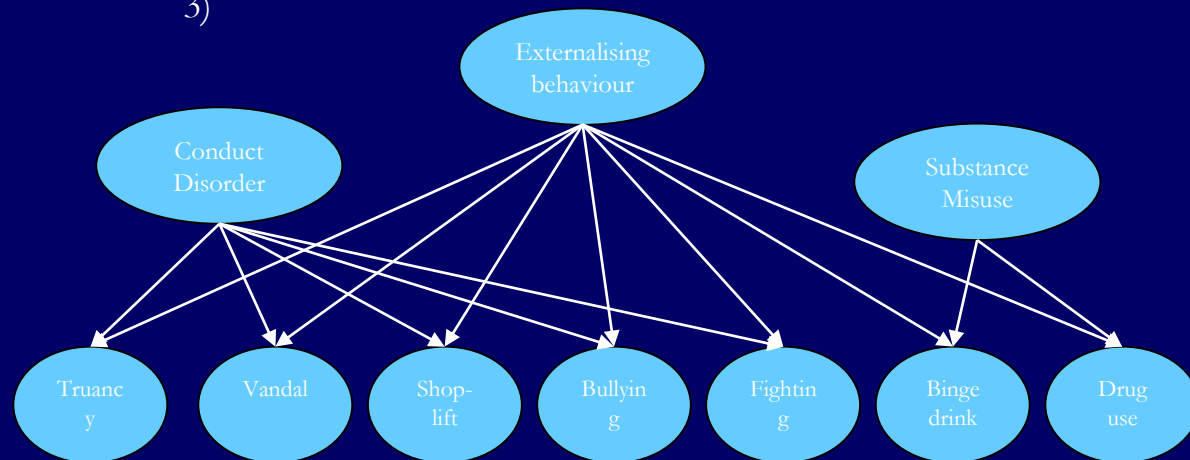 3)
Externalising
behaviour
Conduct
Disorder
Substance
Misuse
Truanc
y
Vandal
Shop-
lift
Bullyin
g
Fightin
g
Binge
drink
Drug
use